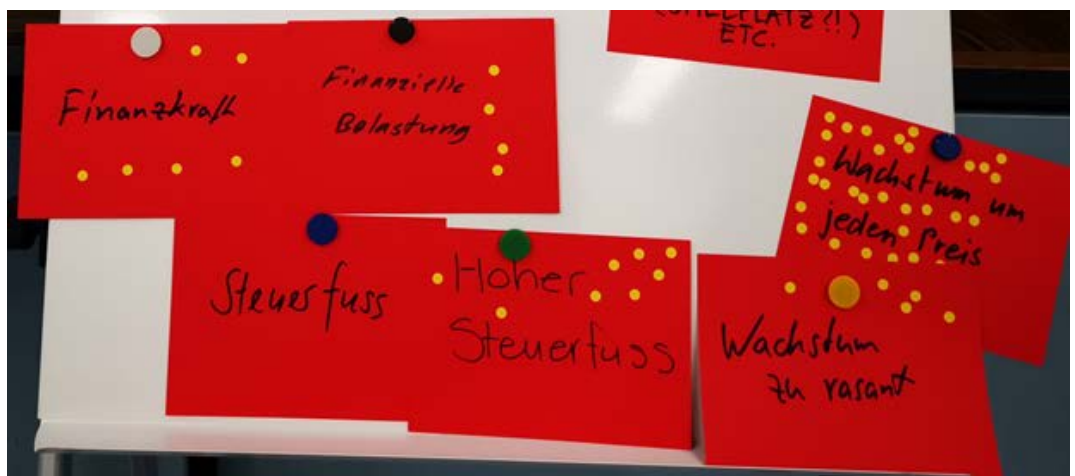 ETC.
Finanzkraft
Finanzielle
Belastung
Wachstum um
jeden Preis
Steuerfuss
Hoher
Steuerfuss
Wachstum
zu rasant